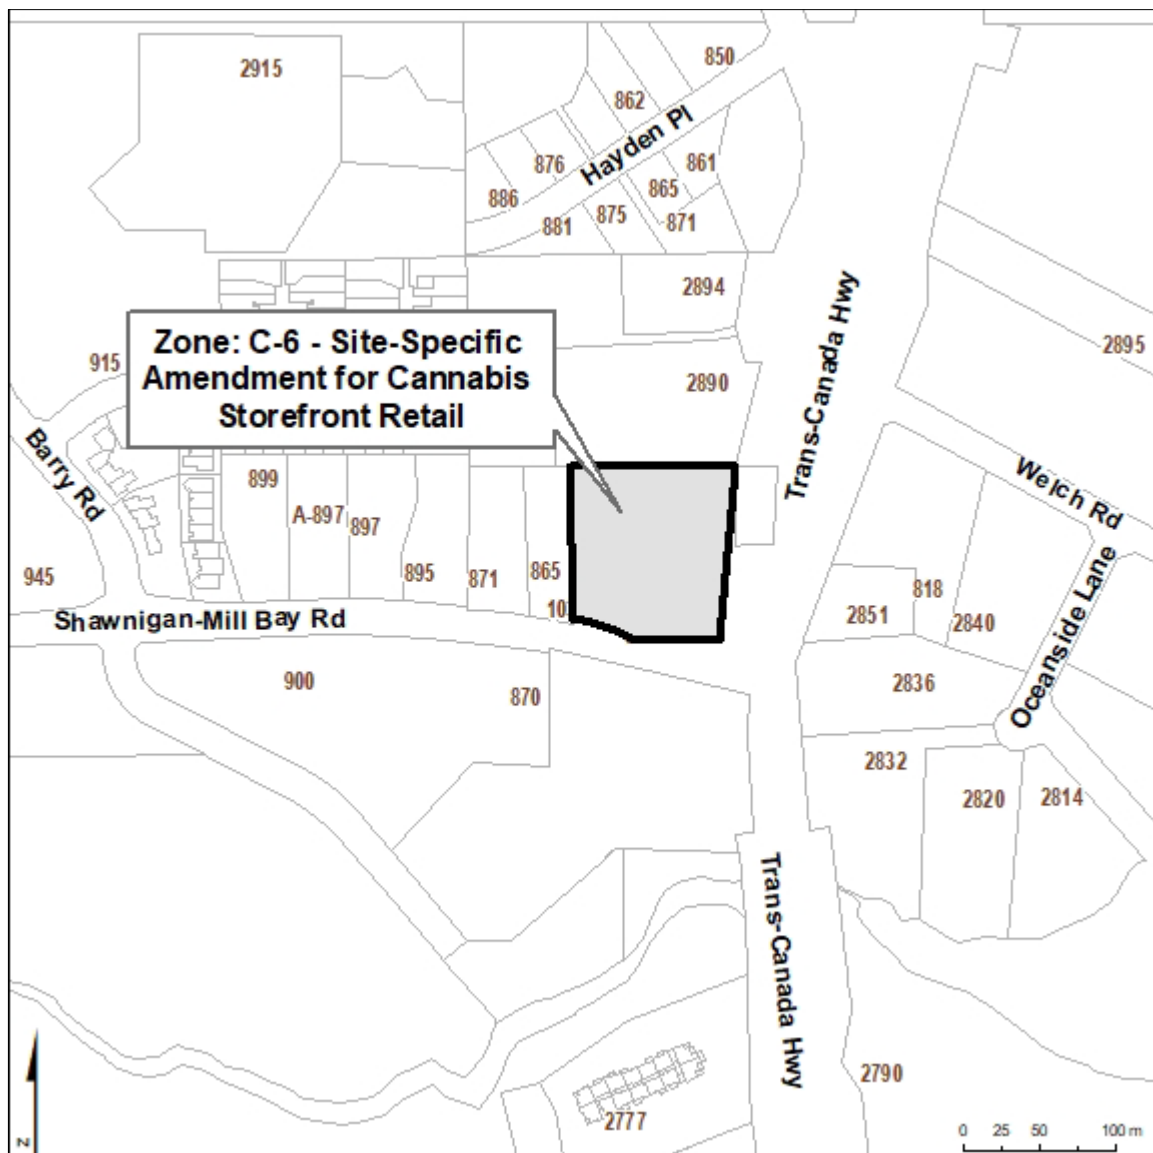 850
2915
862
Hayden Pl
876
861
886
865
875
871
881
2894
Trans-Canada Hwy
Zone: C-6 - Site-Specific
Amendment for Cannabis
Storefront Retail
2895
915
2890
Barry Rd
Welch Rd
899
A-897
897
945
895
871
865
818
Oceanside Lane
2851
2840
Shawnigan-Mill Bay Rd
900
870
2836
2832
2820
2814
Trans-Canada Hwy
2790
2777
N
0 25 50 100 m